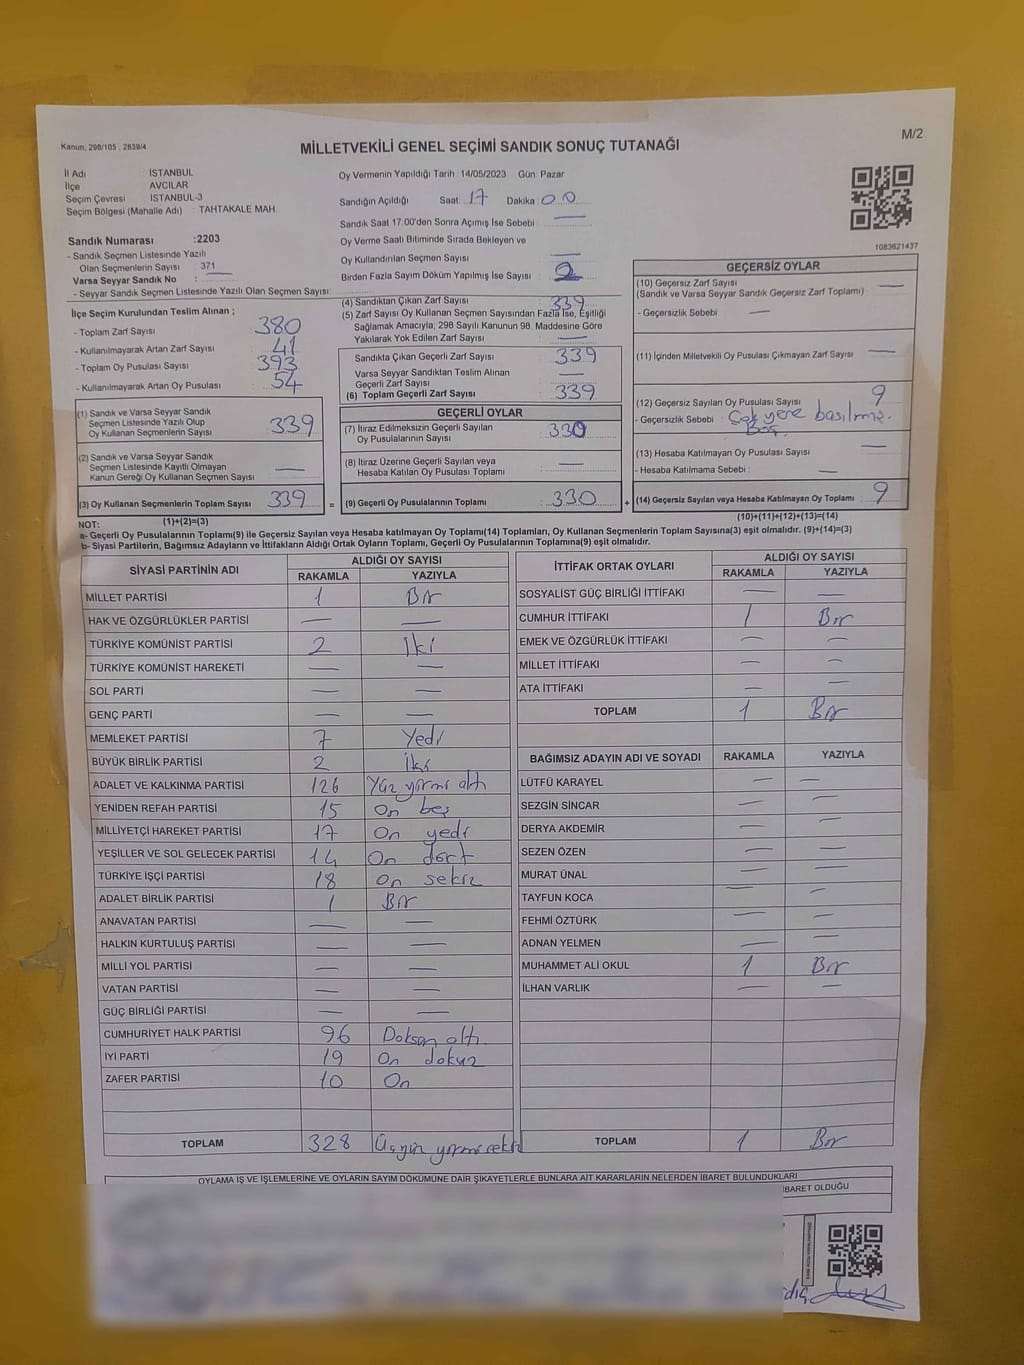 Kanun; 298/105 , 2839/4
M/2
MİLLETVEKİLİ GENEL SEÇİMİ SANDIK SONUÇ TUTANAĞI
İl Adı : İSTANBUL
İlçe : AVCILAR
Seçim Çevresi : İSTANBUL-3
Seçim Bölgesi (Mahalle Adı) : TAHTAKALE MAH.
Sandık Numarası :2203
- Sandık Seçmen Listesinde Yazılı
Olan Seçmenlerin Sayısı : 371
Varsa Seyyar Sandık No : —
- Seyyar Sandık Seçmen Listesinde Yazılı Olan Seçmen Sayısı:
Oy Vermenin Yapıldığı Tarih :14/05/2023 Gün: Pazar
Sandığın Açıldığı Saat: 17 Dakika: 00
Sandık Saat 17:00'den Sonra Açımış İse Sebebi : —
Oy Verme Saati Bitiminde Sırada Bekleyen ve
Oy Kullandırılan Seçmen Sayısı : —
Birden Fazla Sayım Döküm Yapılmış İse Sayısı : 2
1083621437
İlçe Seçim Kurulundan Teslim Alınan ;
- Toplam Zarf Sayısı : 380
- Kullanılmayarak Artan Zarf Sayısı : 41
- Toplam Oy Pusulası Sayısı : 393
- Kullanılmayarak Artan Oy Pusulası : 54
(1) Sandık ve Varsa Seyyar Sandık
Seçmen Listesinde Yazılı Olup
Oy Kullanan Seçmenlerin Sayısı : 339
(2) Sandık ve Varsa Seyyar Sandık
Seçmen Listesinde Kayıtlı Olmayan
Kanun Gereği Oy Kullanan Seçmen Sayısı : —
(3) Oy Kullanan Seçmenlerin Toplam Sayısı : 339
(4) Sandıktan Çıkan Zarf Sayısı : 339
(5) Zarf Sayısı Oy Kullanan Seçmen Sayısından Fazla İse, Eşitliği
Sağlamak Amacıyla, 298 Sayılı Kanunun 98. Maddesine Göre
Yakılarak Yok Edilen Zarf Sayısı : —
Sandıkta Çıkan Geçerli Zarf Sayısı : 339
Varsa Seyyar Sandıktan Teslim Alınan
Geçerli Zarf Sayısı : —
(6) Toplam Geçerli Zarf Sayısı : 339
GEÇERLİ OYLAR
(7) İtiraz Edilmeksizin Geçerli Sayılan
Oy Pusulalarının Sayısı : 330
(8) İtiraz Üzerine Geçerli Sayılan veya
Hesaba Katılan Oy Pusulası Toplamı : —
= (9) Geçerli Oy Pusulalarının Toplamı : 330 +
GEÇERSİZ OYLAR
(10) Geçersiz Zarf Sayısı
(Sandık ve Varsa Seyyar Sandık Geçersiz Zarf Toplamı) : —
- Geçersizlik Sebebi : —
(11) İçinden Milletvekili Oy Pusulası Çıkmayan Zarf Sayısı : —
(12) Geçersiz Sayılan Oy Pusulası Sayısı : 9
- Geçersizlik Sebebi : Çok yere basılmış.
Boş.
(13) Hesaba Katılmayan Oy Pusulası Sayısı : —
- Hesaba Katılmama Sebebi : —
(14) Geçersiz Sayılan veya Hesaba Katılmayan Oy Toplamı : 9
NOT: (1)+(2)=(3) (10)+(11)+(12)+(13)=(14)
a- Geçerli Oy Pusulalarının Toplamı(9) ile Geçersiz Sayılan veya Hesaba katılmayan Oy Toplamı(14) Toplamları, Oy Kullanan Seçmenlerin Toplam Sayısına(3) eşit olmalıdır. (9)+(14)=(3)
b- Siyasi Partilerin, Bağımsız Adayların ve İttifakların Aldığı Ortak Oyların Toplamı, Geçerli Oy Pusulalarının Toplamına(9) eşit olmalıdır.
SİYASİ PARTİNİN ADI ALDIĞI OY SAYISI
RAKAMLA YAZIYLA
MİLLET PARTİSİ 1 Bir
HAK VE ÖZGÜRLÜKLER PARTİSİ — —
TÜRKİYE KOMÜNİST PARTİSİ 2 İki
TÜRKİYE KOMÜNİST HAREKETİ — —
SOL PARTİ — —
GENÇ PARTİ — —
MEMLEKET PARTİSİ 7 Yedi
BÜYÜK BİRLİK PARTİSİ 2 İki
ADALET VE KALKINMA PARTİSİ 126 Yüz yirmi altı
YENİDEN REFAH PARTİSİ 15 On beş
MİLLİYETÇİ HAREKET PARTİSİ 17 On yedi
YEŞİLLER VE SOL GELECEK PARTİSİ 14 On dört
TÜRKİYE İŞÇİ PARTİSİ 18 On sekiz
ADALET BİRLİK PARTİSİ 1 Bir
ANAVATAN PARTİSİ — —
HALKIN KURTULUŞ PARTİSİ — —
MİLLİ YOL PARTİSİ — —
VATAN PARTİSİ — —
GÜÇ BİRLİĞİ PARTİSİ — —
CUMHURİYET HALK PARTİSİ 96 Doksan altı.
İYİ PARTİ 19 On dokuz
ZAFER PARTİSİ 10 On
TOPLAM 328 Üçyüz yirmi sekiz
İTTİFAK ORTAK OYLARI ALDIĞI OY SAYISI
RAKAMLA YAZIYLA
SOSYALİST GÜÇ BİRLİĞİ İTTİFAKI — —
CUMHUR İTTİFAKI 1 Bir
EMEK VE ÖZGÜRLÜK İTTİFAKI — —
MİLLET İTTİFAKI — —
ATA İTTİFAKI — —
TOPLAM 1 Bir
BAĞIMSIZ ADAYIN ADI VE SOYADI RAKAMLA YAZIYLA
LÜTFÜ KARAYEL — —
SEZGİN SİNCAR — —
DERYA AKDEMİR — —
SEZEN ÖZEN — —
MURAT ÜNAL — —
TAYFUN KOCA — —
FEHMİ ÖZTÜRK — —
ADNAN YELMEN — —
MUHAMMET ALİ OKUL 1 Bir
İLHAN VARLIK — —
TOPLAM 1 Bir
OYLAMA İŞ VE İŞLEMLERİNE VE OYLARIN SAYIM DÖKÜMÜNE DAİR ŞİKAYETLERLE BUNLARA AİT KARARLARIN NELERDEN İBARET BULUNDUKLARI
İBARET OLDUĞU